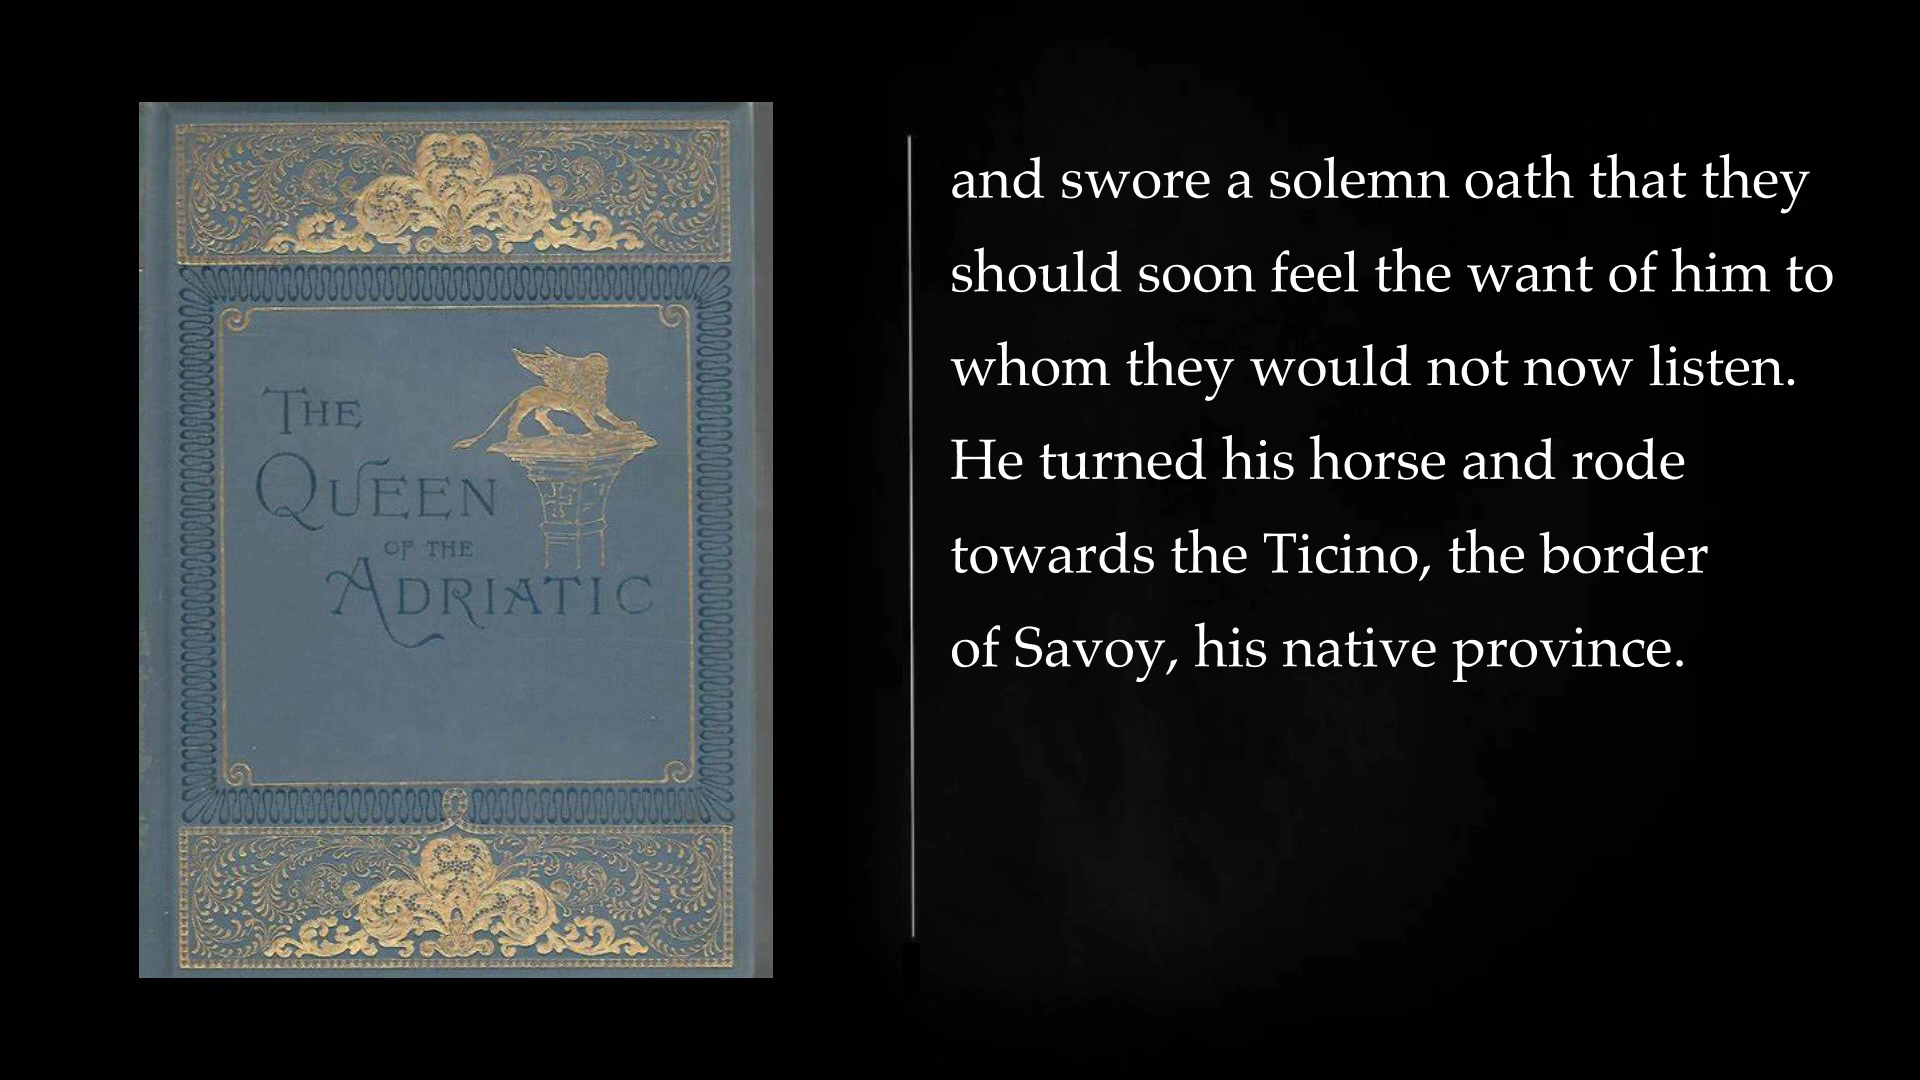 THE
QUEEN
OF THE
ADRIATIC
and swore a solemn oath that they
should soon feel the want of him to
whom they would not now listen.
He turned his horse and rode
towards the Ticino, the border
of Savoy, his native province.